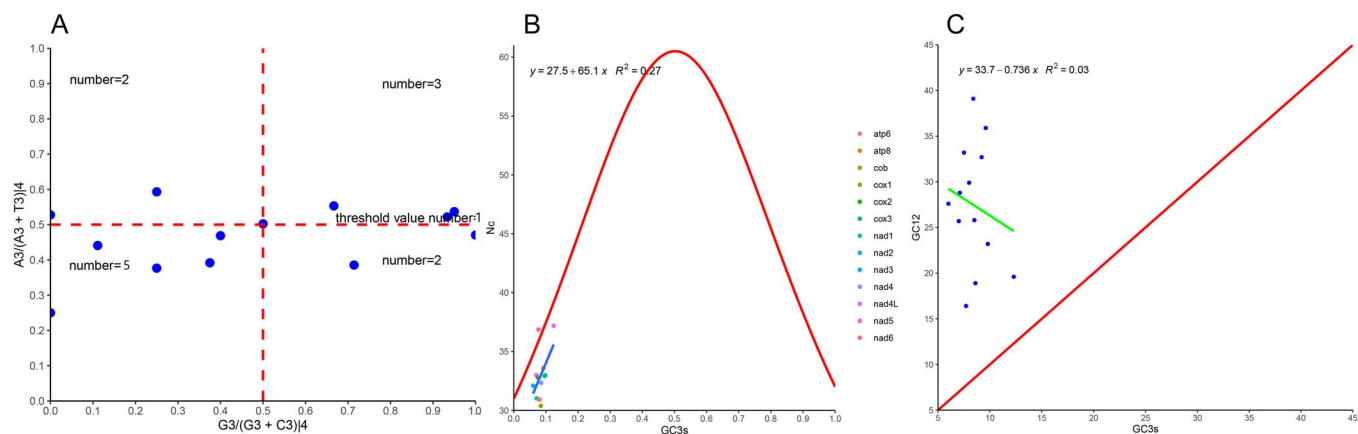 A
1.0
0.9
0.8
0.7
0.6
0.5
0.4
0.3
0.2
0.1
0.0
A3/(A3 + T3)|4
number=2
number=3
threshold value number=1
number=5
number=2
0.0
0.1
0.2
0.3
0.4
0.5
0.6
0.7
0.8
0.9
1.0
G3/(G3 + C3)|4
B
60
55
50
45
40
35
30
Nc
y = 27.5 + 65.1 x R² = 0.27
0.0
0.1
0.2
0.3
0.4
0.5
0.6
0.7
0.8
0.9
1.0
GC3s
atp6
atp8
cob
cox1
cox2
cox3
nad1
nad2
nad3
nad4
nad4L
nad5
nad6
C
45
40
35
30
25
20
15
10
5
GC12
y = 33.7 − 0.736 x R² = 0.03
5
10
15
20
25
30
35
40
45
GC3s